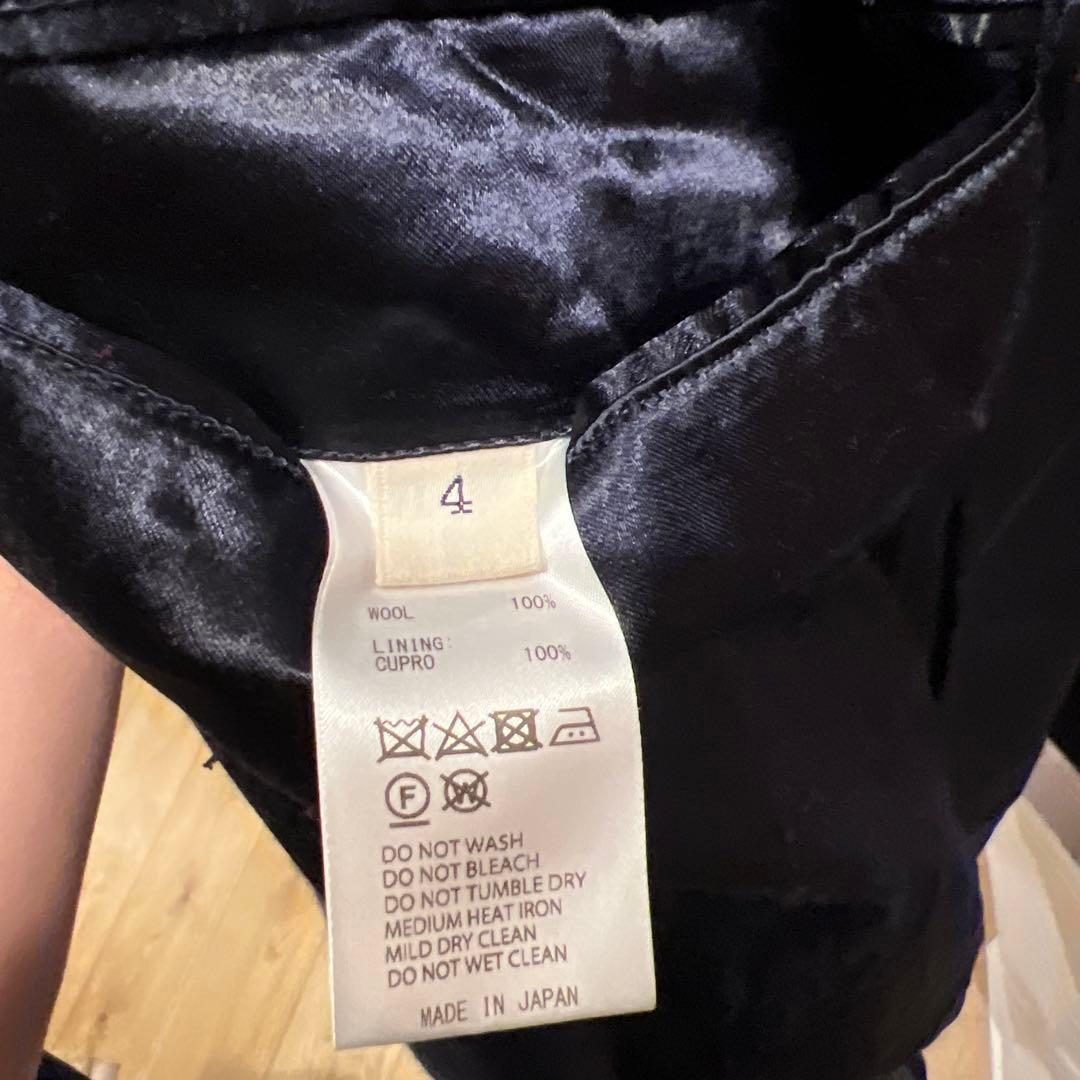 4
WOOL 100%
LINING:
CUPRO 100%
F W
DO NOT WASH
DO NOT BLEACH
DO NOT TUMBLE DRY
MEDIUM HEAT IRON
MILD DRY CLEAN
DO NOT WET CLEAN
MADE IN JAPAN